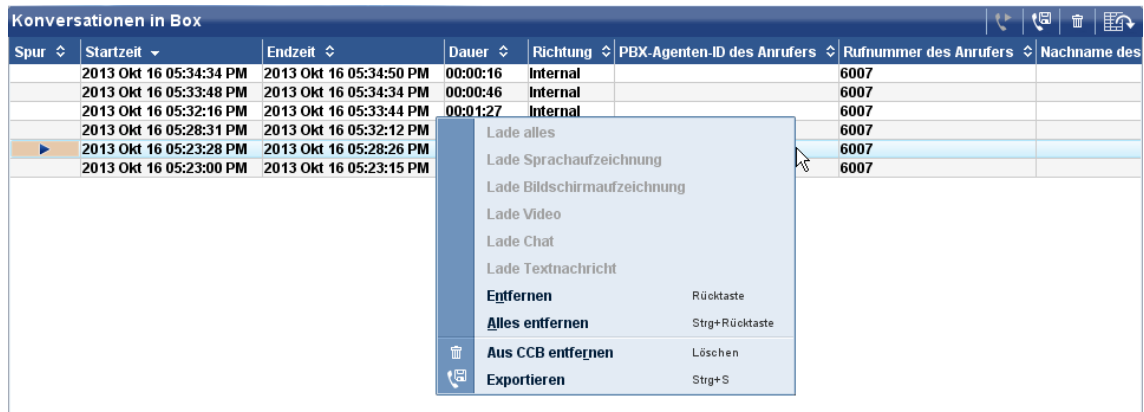 Konversationen in Box
Spur Startzeit Endzeit Dauer Richtung PBX-Agenten-ID des Anrufers Rufnummer des Anrufers Nachname des
2013 Okt 16 05:34:34 PM 2013 Okt 16 05:34:50 PM 00:00:16 Internal 6007
2013 Okt 16 05:33:48 PM 2013 Okt 16 05:34:34 PM 00:00:46 Internal 6007
2013 Okt 16 05:32:16 PM 2013 Okt 16 05:33:44 PM 00:01:27 Internal 6007
2013 Okt 16 05:28:31 PM 2013 Okt 16 05:32:12 PM 6007
2013 Okt 16 05:23:28 PM 2013 Okt 16 05:28:26 PM 6007
2013 Okt 16 05:23:00 PM 2013 Okt 16 05:23:15 PM 6007
Lade alles
Lade Sprachaufzeichnung
Lade Bildschirmaufzeichnung
Lade Video
Lade Chat
Lade Textnachricht
Entfernen Rücktaste
Alles entfernen Strg+Rücktaste
Aus CCB entfernen Löschen
Exportieren Strg+S